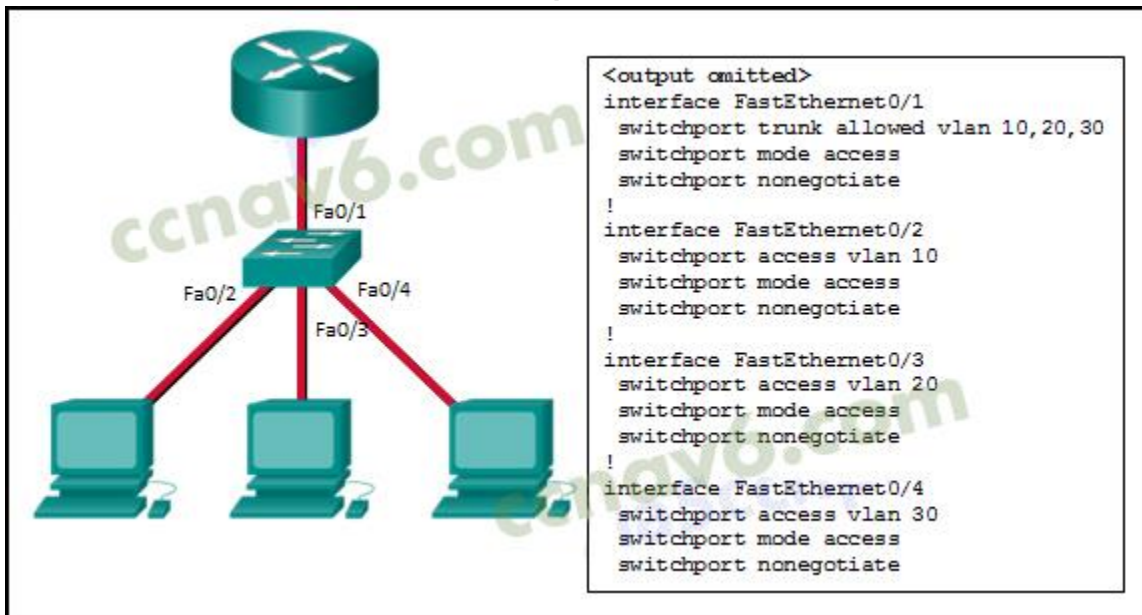 ccnav6.com
Fa0/1
Fa0/2
Fa0/4
Fa0/3
<output omitted>
interface FastEthernet0/1
switchport trunk allowed vlan 10,20,30
switchport mode access
switchport nonegotiate
!
interface FastEthernet0/2
switchport access vlan 10
switchport mode access
switchport nonegotiate
!
interface FastEthernet0/3
switchport access vlan 20
switchport mode access
switchport nonegotiate
!
interface FastEthernet0/4
switchport access vlan 30
switchport mode access
switchport nonegotiate
ccnav6.com